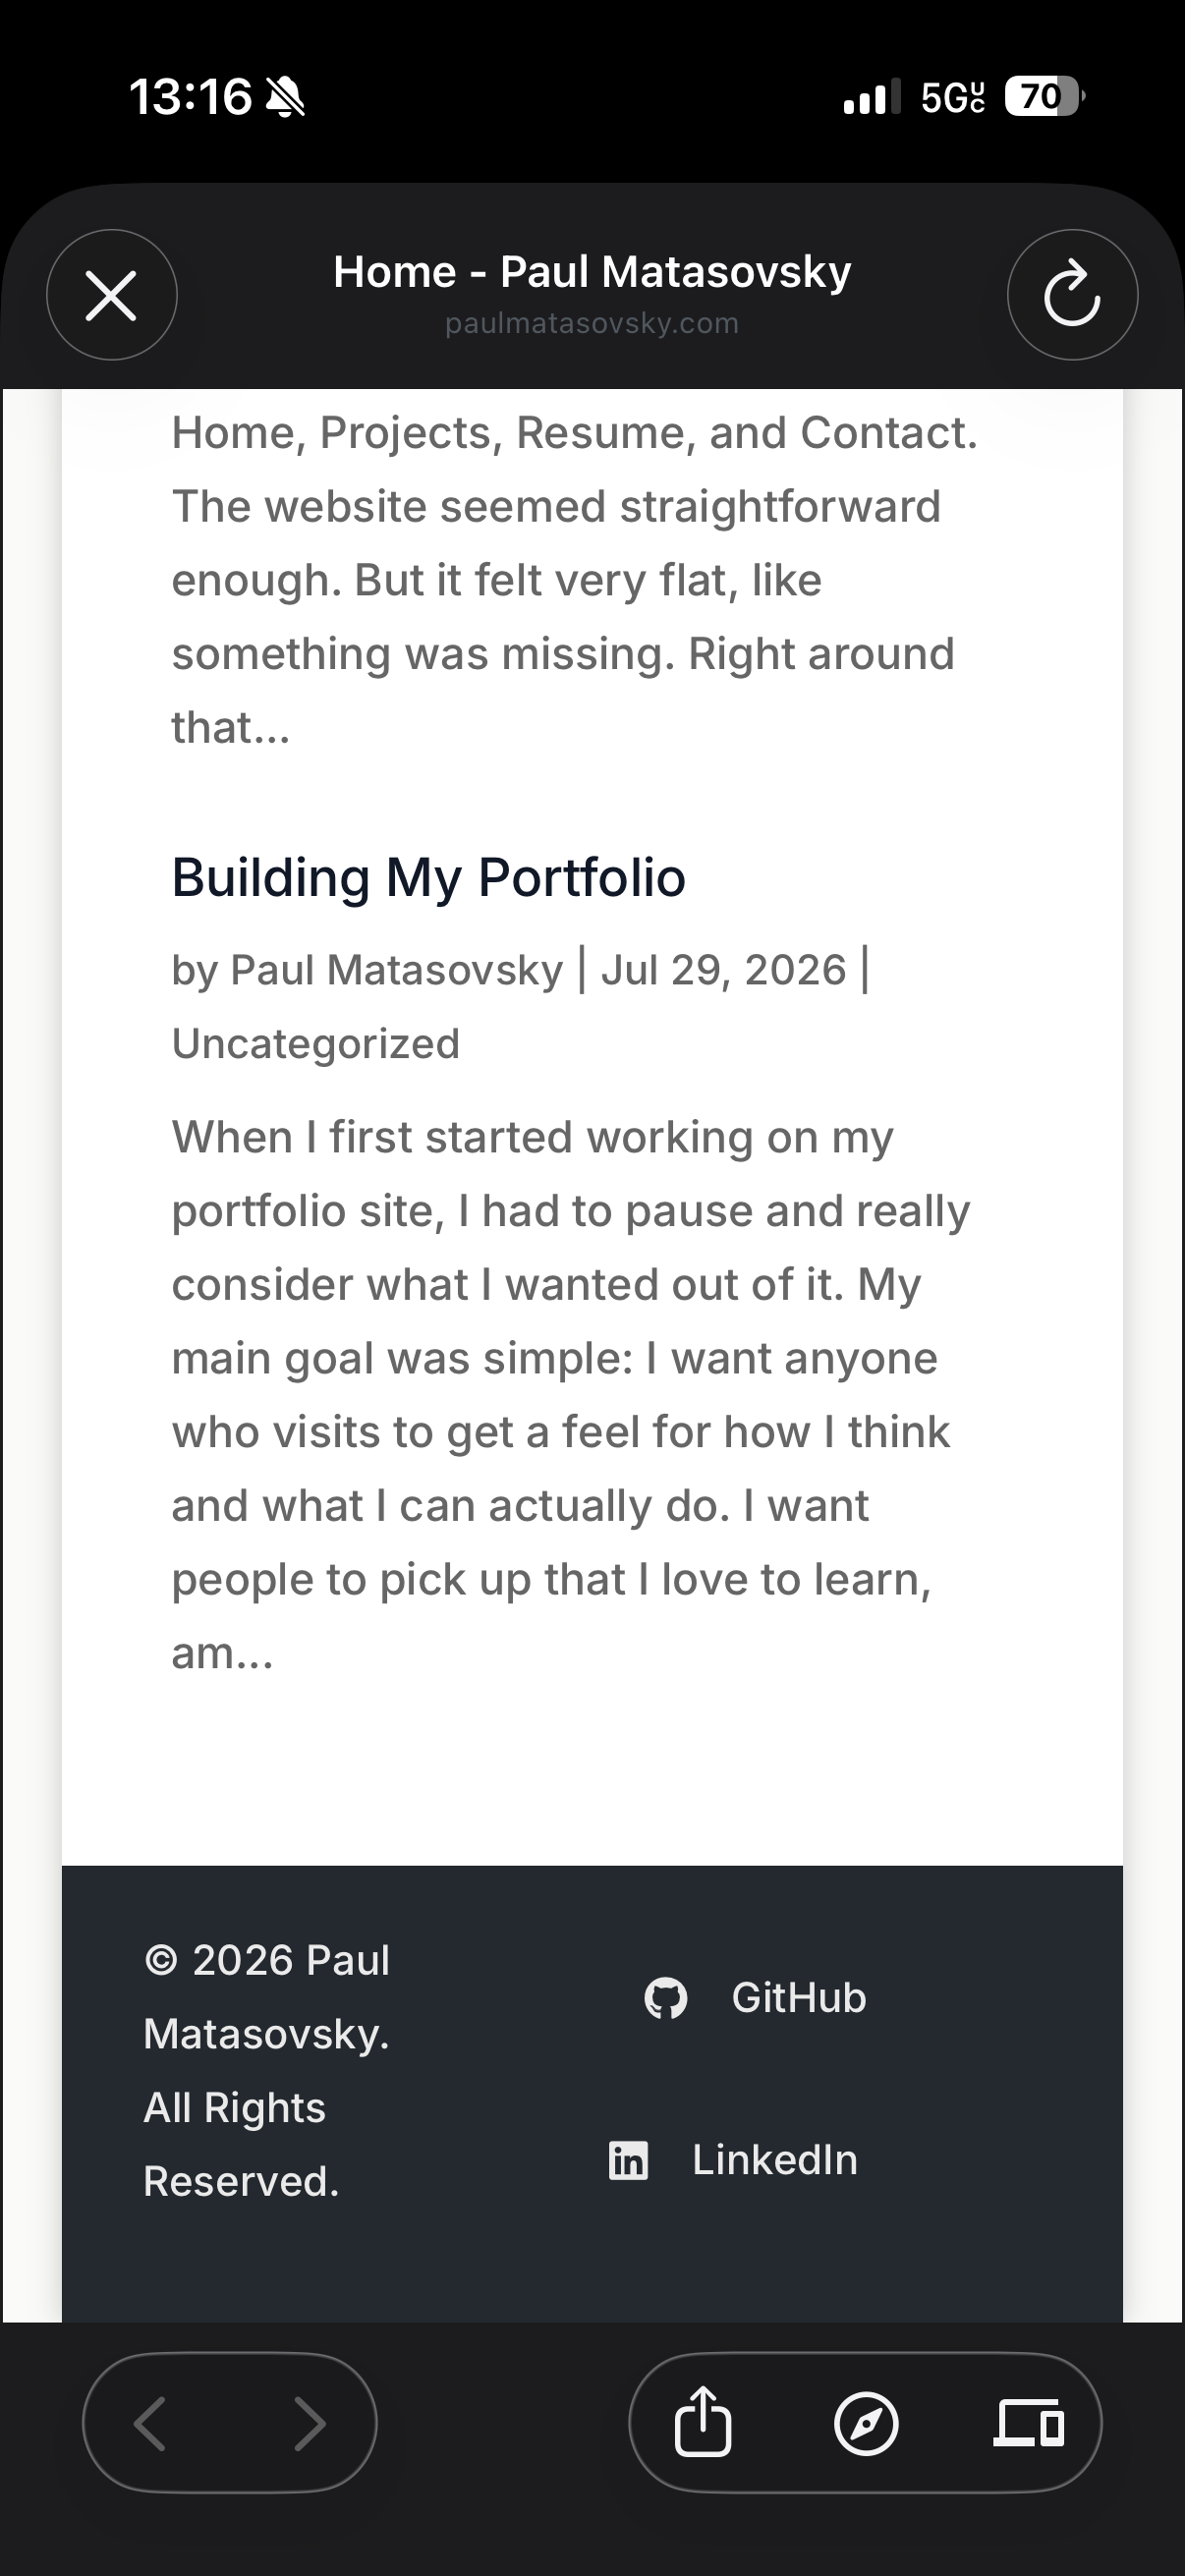 13:16
5GUC
70
Home - Paul Matasovsky
paulmatasovsky.com
Home, Projects, Resume, and Contact.
The website seemed straightforward
enough. But it felt very flat, like
something was missing. Right around
that...
Building My Portfolio
by Paul Matasovsky | Jul 29, 2026 |
Uncategorized
When I first started working on my
portfolio site, I had to pause and really
consider what I wanted out of it. My
main goal was simple: I want anyone
who visits to get a feel for how I think
and what I can actually do. I want
people to pick up that I love to learn,
am...
© 2026 Paul
Matasovsky.
All Rights
Reserved.
GitHub
in LinkedIn